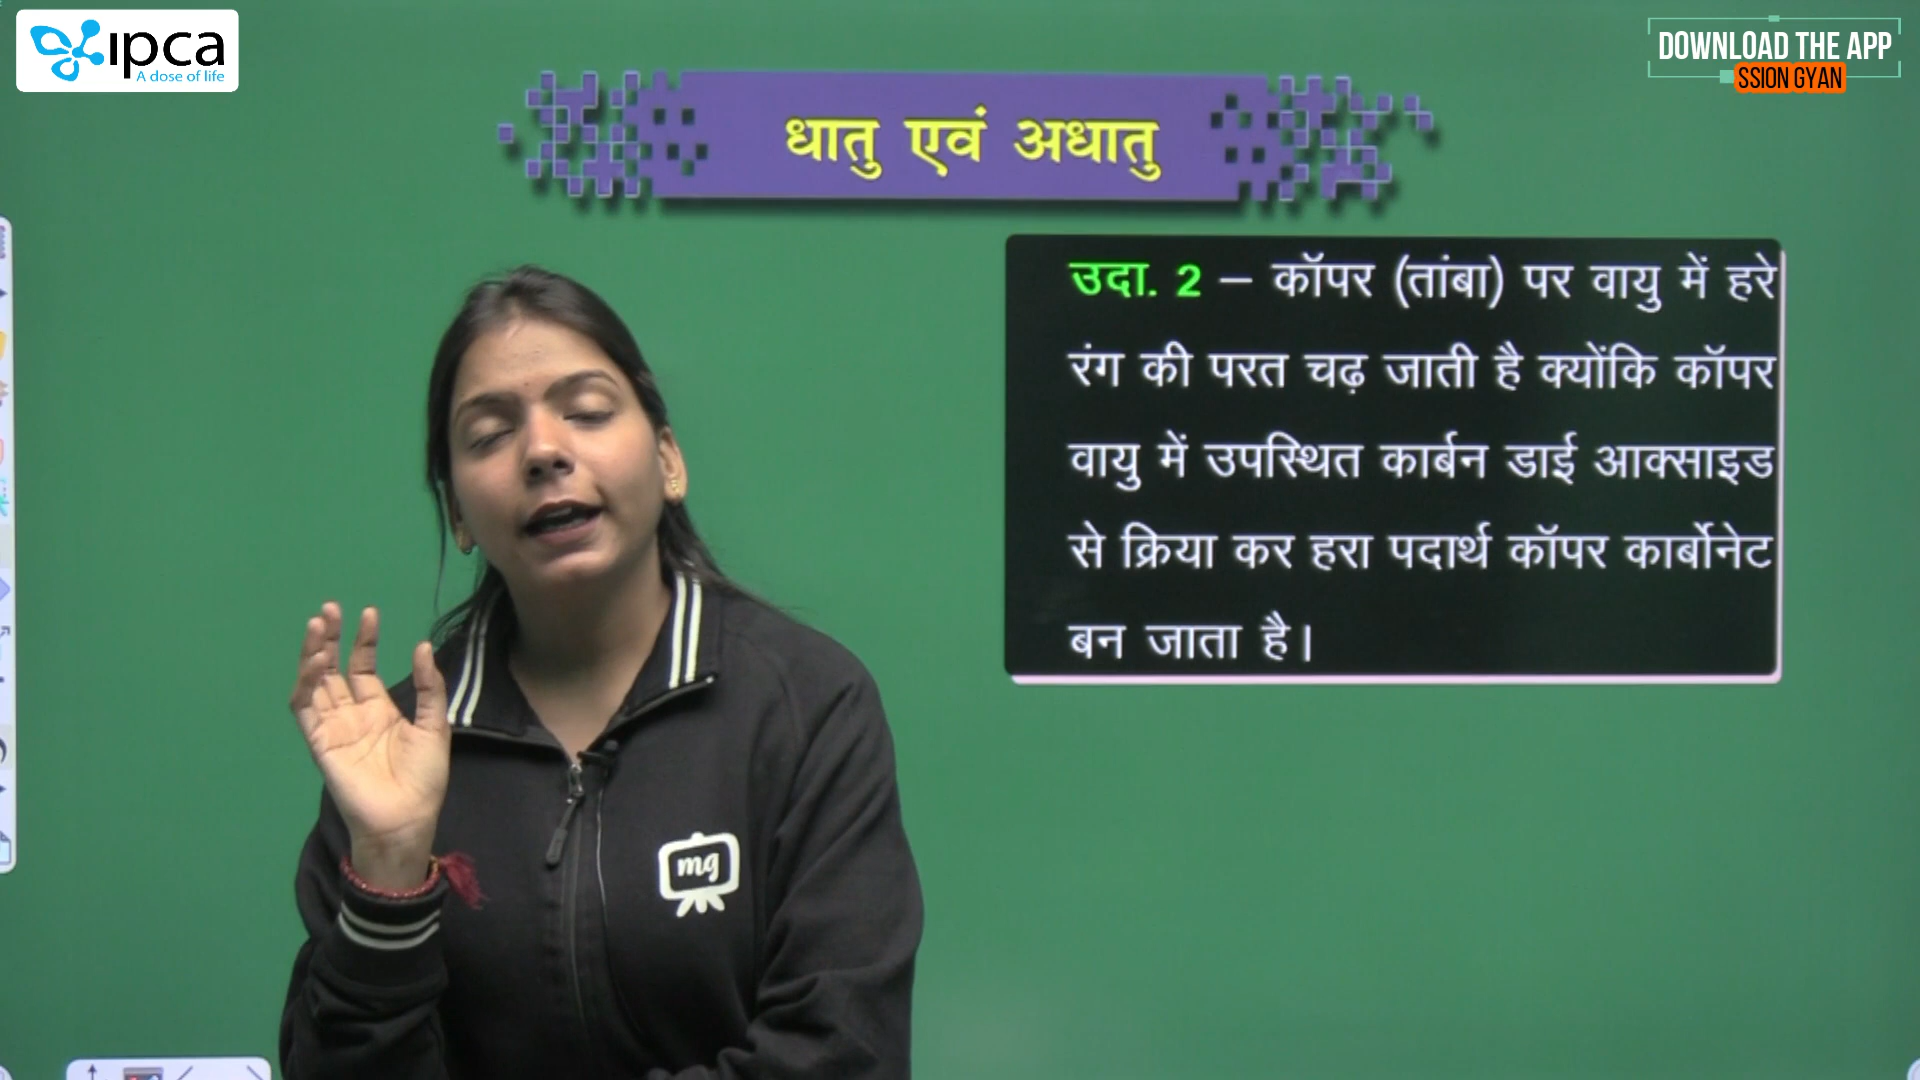 ipca
A dose of life
DOWNLOAD THE APP
SSION GYAN
धातु एवं अधातु
उदा. 2 – कॉपर (तांबा) पर वायु में हरे
रंग की परत चढ़ जाती है क्योंकि कॉपर
वायु में उपस्थित कार्बन डाई आक्साइड
से क्रिया कर हरा पदार्थ कॉपर कार्बोनेट
बन जाता है।
mg